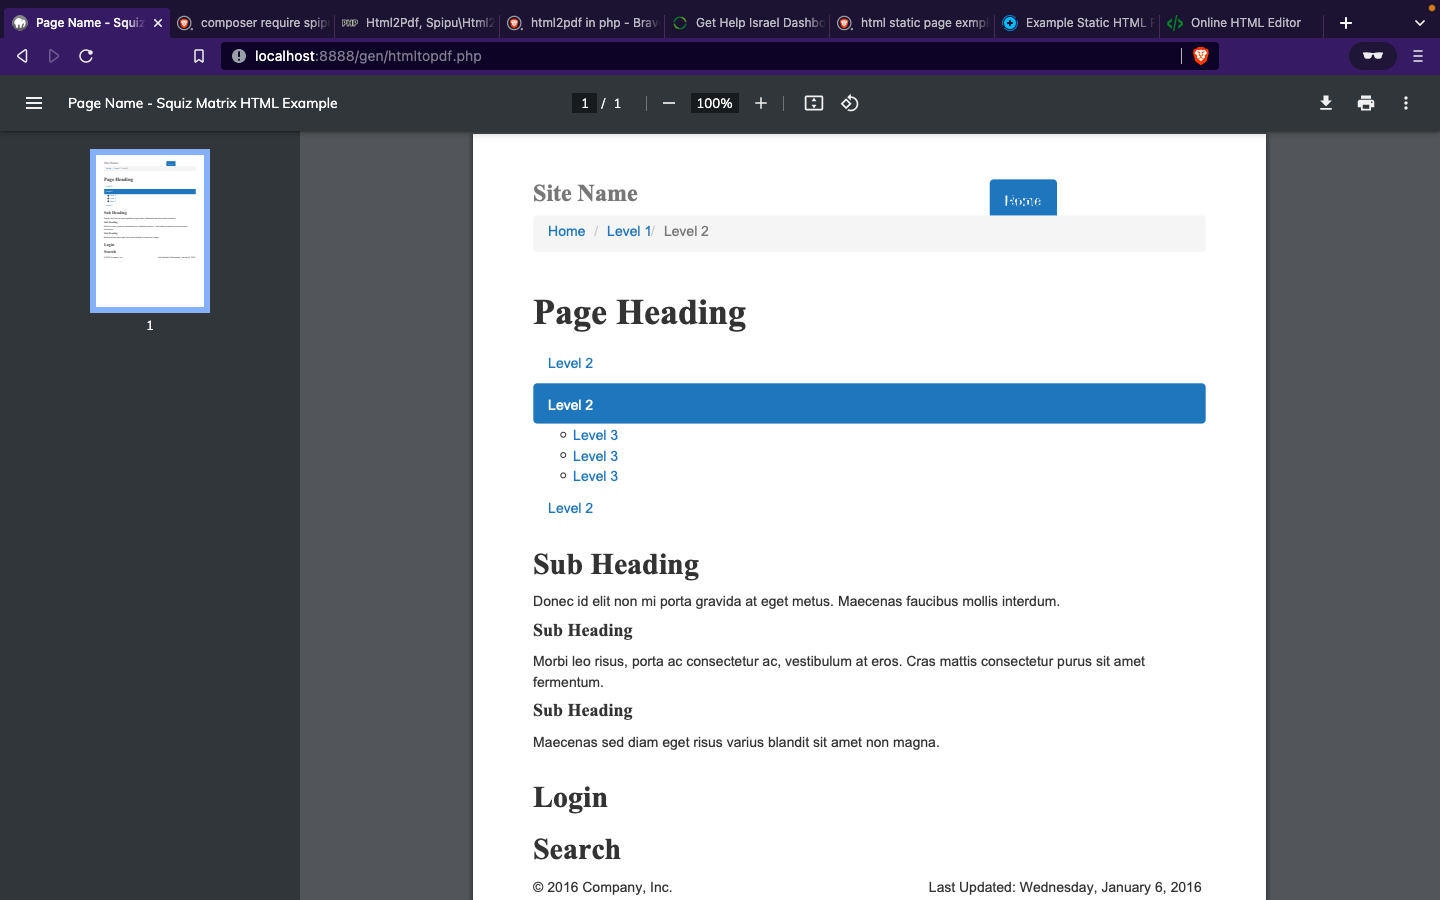 Page Name - Squiz
composer require spip
Html2Pdf, Spipu\Html2
html2pdf in php - Brav
Get Help Israel Dashbo
html static page exmpl
Example Static HTML F
Online HTML Editor
localhost:8888/gen/htmltopdf.php
Page Name - Squiz Matrix HTML Example
1 / 1
100%
1
Site Name
Home
Home / Level 1/ Level 2
Page Heading
Level 2
Level 2
Level 3
Level 3
Level 3
Level 2
Sub Heading
Donec id elit non mi porta gravida at eget metus. Maecenas faucibus mollis interdum.
Sub Heading
Morbi leo risus, porta ac consectetur ac, vestibulum at eros. Cras mattis consectetur purus sit amet
fermentum.
Sub Heading
Maecenas sed diam eget risus varius blandit sit amet non magna.
Login
Search
© 2016 Company, Inc.
Last Updated: Wednesday, January 6, 2016